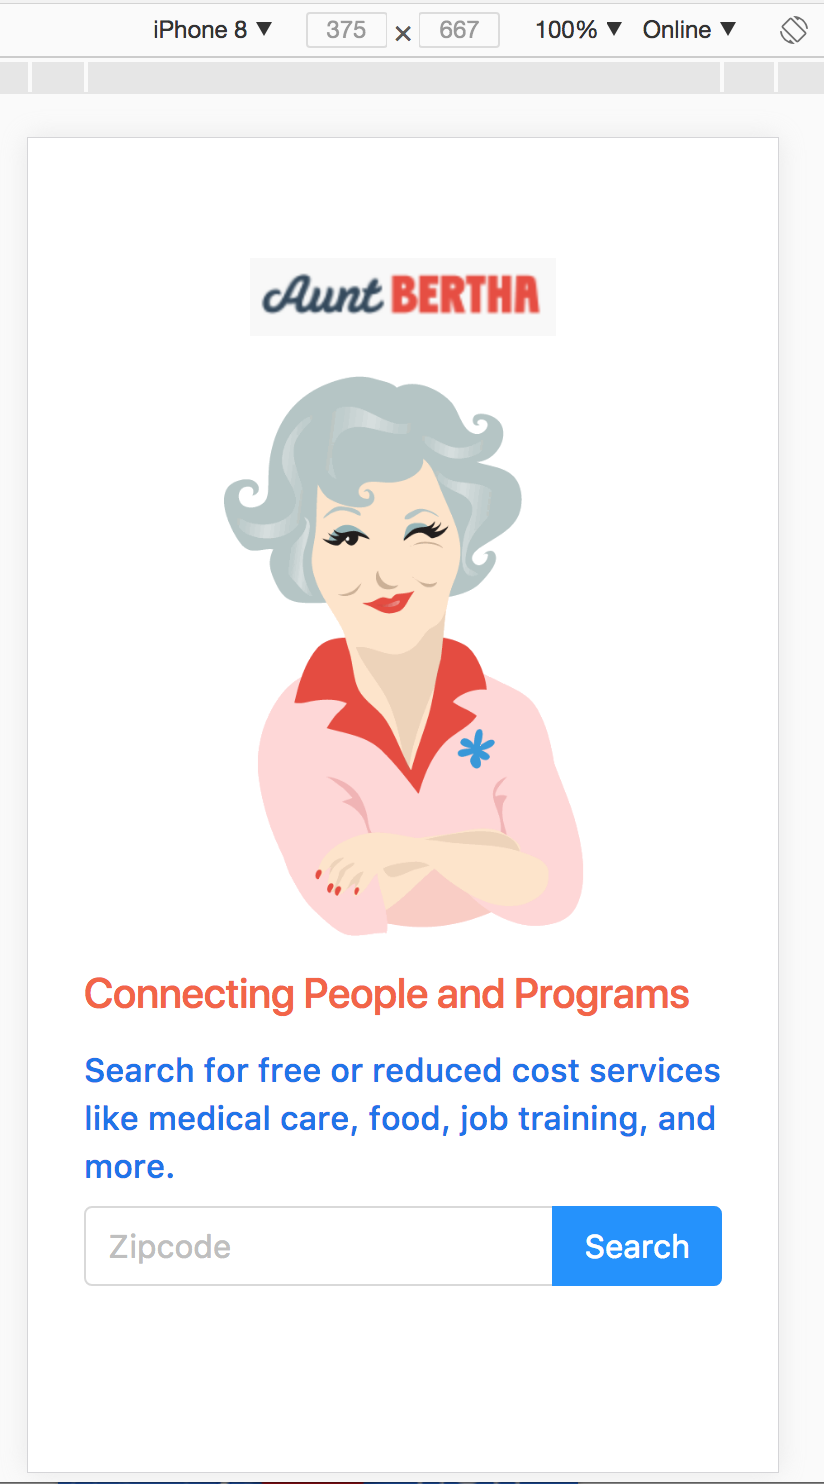 iPhone 8 ▼ 375 × 667 100% ▼ Online ▼
Aunt BERTHA
Connecting People and Programs
Search for free or reduced cost services
like medical care, food, job training, and
more.
Zipcode Search